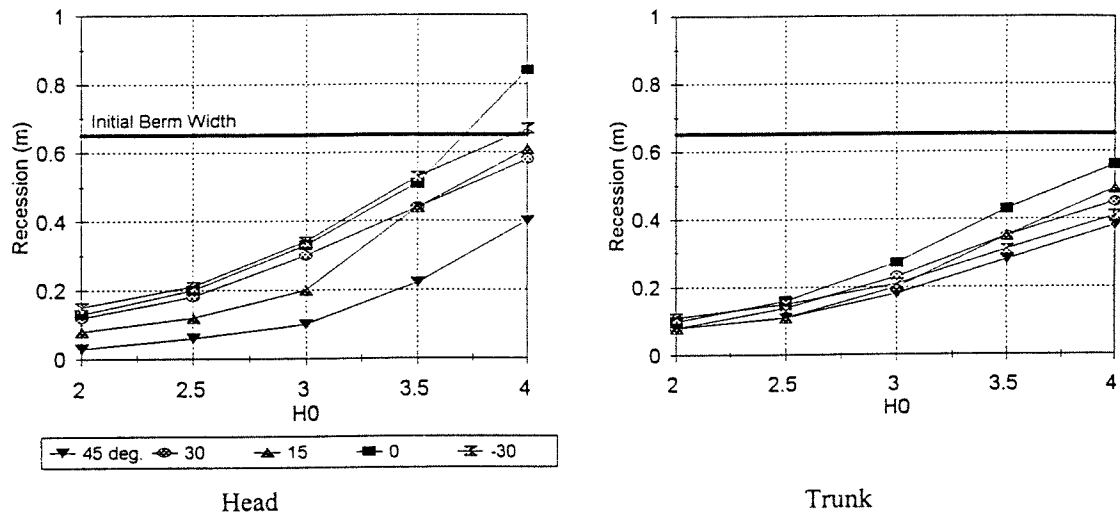 1
0.8
0.6
0.4
0.2
0
Recession (m)
Initial Berm Width
2 2.5 3 3.5 4
H0
45 deg. 30 15 0 -30
Head
1
0.8
0.6
0.4
0.2
0
Recession (m)
2 2.5 3 3.5 4
H0
Trunk